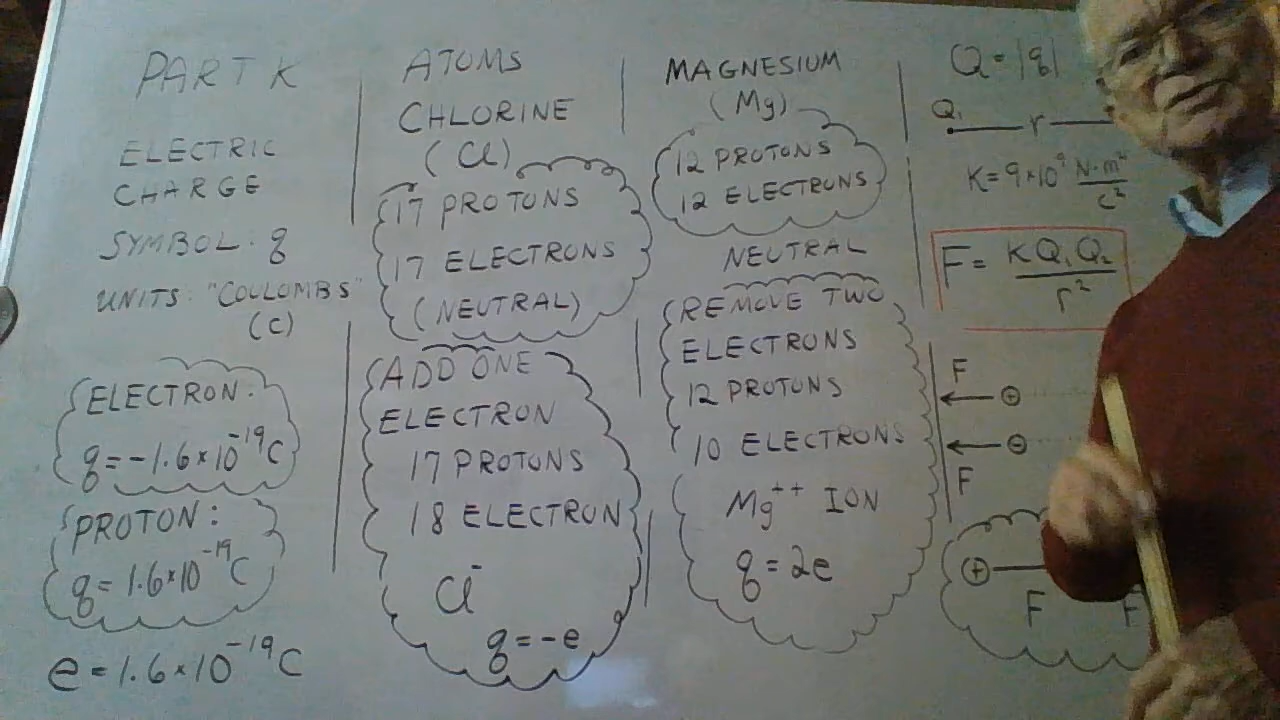 PART K
ELECTRIC
CHARGE
SYMBOL: q
UNITS: "COULOMBS"
(C)
ELECTRON:
q=-1.6×10⁻¹⁹C
PROTON:
q=1.6×10⁻¹⁹C
e=1.6×10⁻¹⁹C
ATOMS
CHLORINE
(Cl)
17 PROTONS
17 ELECTRONS
(NEUTRAL)
ADD ONE
ELECTRON
17 PROTONS
18 ELECTRON
Cl⁻
q=-e
MAGNESIUM
(Mg)
12 PROTONS
12 ELECTRONS
NEUTRAL
REMOVE TWO
ELECTRONS
12 PROTONS
10 ELECTRONS
Mg⁺⁺ ION
q=2e
Q=|q|
Q₁ r
K=9×10⁹ N·m²/C²
F=KQ₁Q₂/r²
F
⊕
⊖
F
⊕
F F